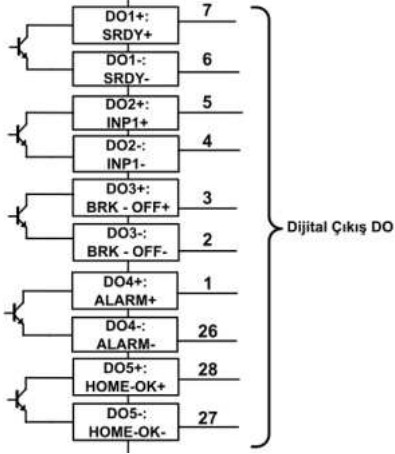 DO1+:
SRDY+
7
DO1-:
SRDY-
6
DO2+:
INP1+
5
DO2-:
INP1-
4
DO3+:
BRK - OFF+
3
DO3-:
BRK - OFF-
2
DO4+:
ALARM+
1
DO4-:
ALARM-
26
DO5+:
HOME-OK+
28
DO5-:
HOME-OK-
27
Dijital Çıkış DO